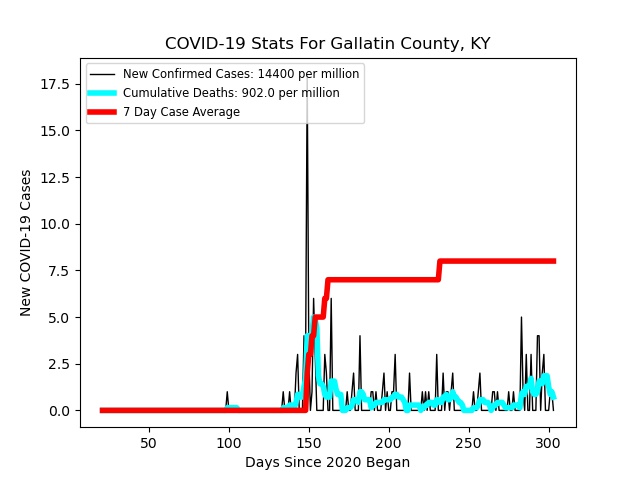 COVID-19 Stats For Gallatin County, KY
New Confirmed Cases: 14400 per million
Cumulative Deaths: 902.0 per million
7 Day Case Average
New COVID-19 Cases
17.5
15.0
12.5
10.0
7.5
5.0
2.5
0.0
50 100 150 200 250 300
Days Since 2020 Began